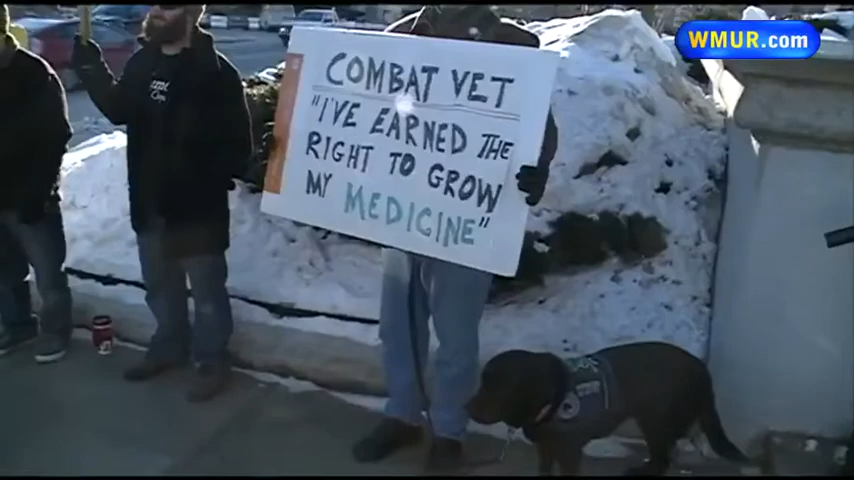 WMUR.com
COMBAT VET
"I'VE EARNED THE
RIGHT TO GROW
MY MEDICINE"